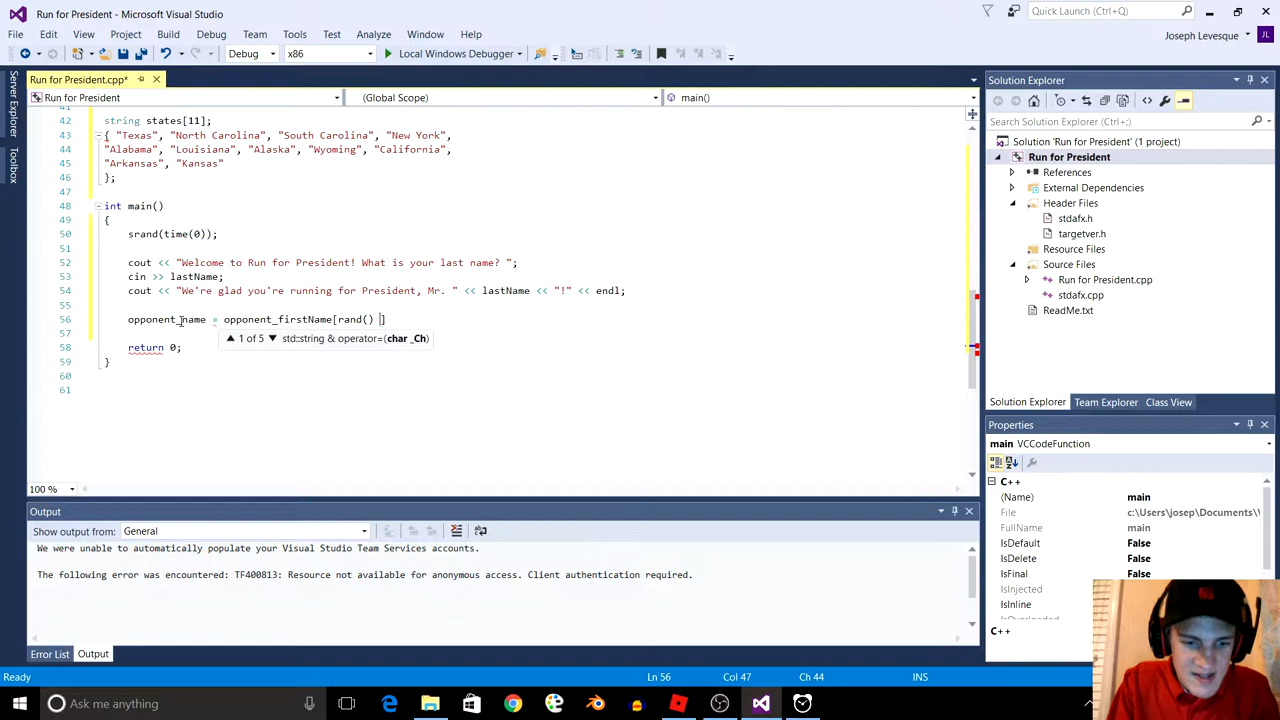 Run for President - Microsoft Visual Studio
Quick Launch (Ctrl+Q)
File Edit View Project Build Debug Team Tools Test Analyze Window Help
Joseph Levesque JL
Debug x86 Local Windows Debugger
Server Explorer
Toolbox
Run for President.cpp*
Run for President (Global Scope) main()
41
42 string states[11];
43 { "Texas", "North Carolina", "South Carolina", "New York",
44 "Alabama", "Louisiana", "Alaska", "Wyoming", "California",
45 "Arkansas", "Kansas"
46 };
47
48 int main()
49 {
50 srand(time(0));
51
52 cout << "Welcome to Run for President! What is your last name? ";
53 cin >> lastName;
54 cout << "We're glad you're running for President, Mr. " << lastName << "!" << endl;
55
56 opponent_name = opponent_firstName[rand() ]
57 1 of 5 std::string & operator=(char _Ch)
58 return 0;
59 }
60
61
100 %
Output
Show output from: General
We were unable to automatically populate your Visual Studio Team Services accounts.
The following error was encountered: TF400813: Resource not available for anonymous access. Client authentication required.
Error List Output
Solution Explorer
Search Solution Explorer (Ctrl+;)
Solution 'Run for President' (1 project)
Run for President
References
External Dependencies
Header Files
stdafx.h
targetver.h
Resource Files
Source Files
Run for President.cpp
stdafx.cpp
ReadMe.txt
Solution Explorer Team Explorer Class View
Properties
main VCCodeFunction
C++
(Name) main
File c:\Users\josep\Documents\
FullName main
IsDefault False
IsDelete False
IsFinal False
IsInjected
IsInline
IsOverloaded
C++
Ready Ln 56 Col 47 Ch 44 INS
Ask me anything